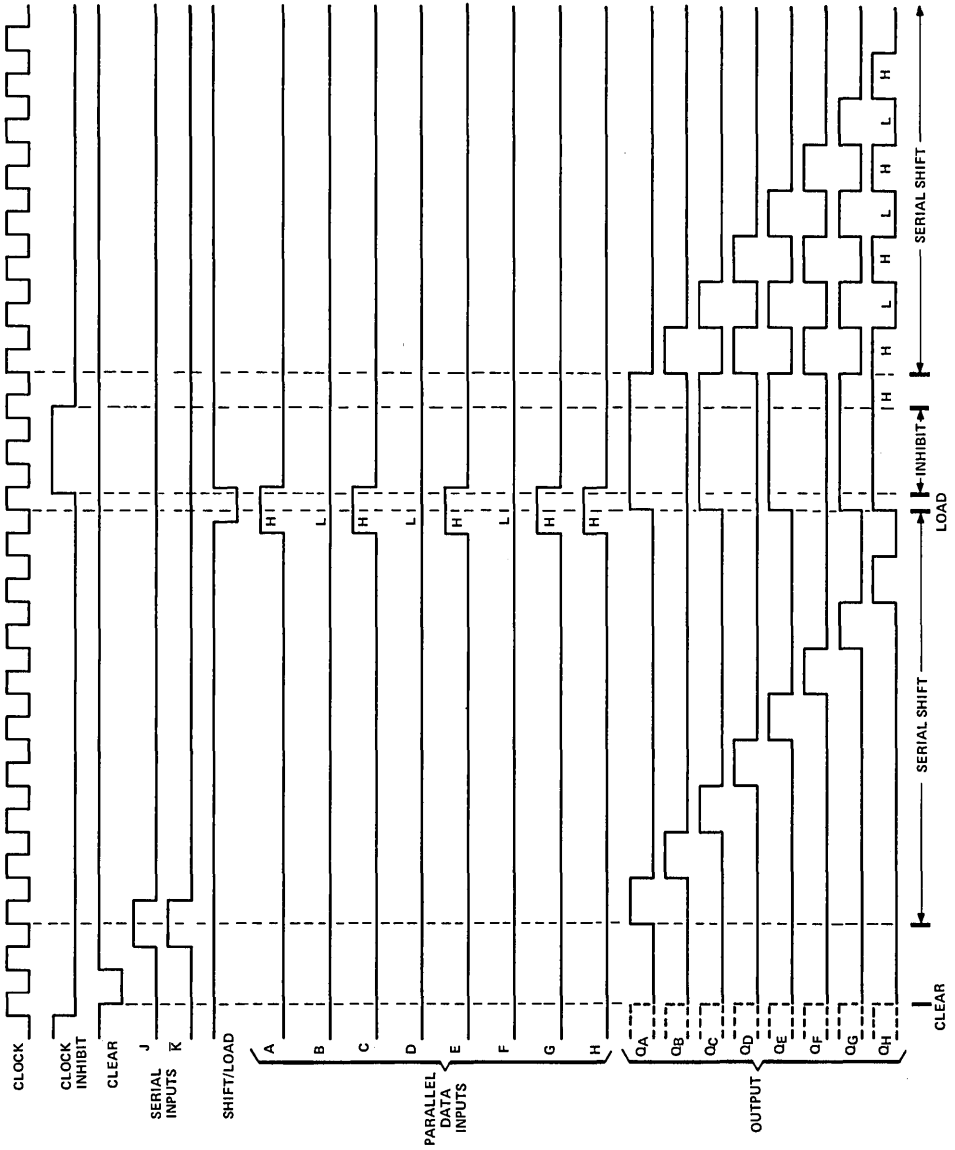 CLOCK
CLOCK
INHIBIT
CLEAR
SERIAL
INPUTS
J
K̅
SHIFT/LOAD
PARALLEL
DATA
INPUTS
A
H
B
L
C
H
D
L
E
H
F
L
G
H
H
H
OUTPUT
QA
QB
QC
QD
QE
QF
QG
QH
H H L H L H L H
CLEAR
SERIAL SHIFT
LOAD
INHIBIT
SERIAL SHIFT